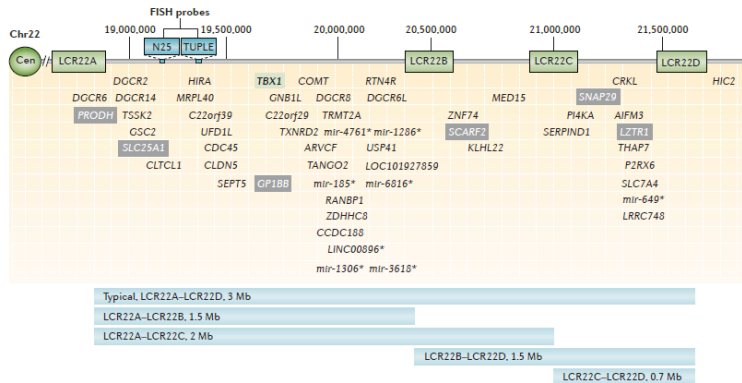 FISH probes
Chr22 19,000,000 19,500,000 20,000,000 20,500,000 21,000,000 21,500,000
Cen // LCR22A N25 TUPLE LCR22B LCR22C LCR22D
DGCR2 HIRA TBX1 COMT RTN4R CRKL HIC2
DGCR6 DGCR14 MRPL40 GNB1L DGCR8 DGCR6L MED15 SNAP29
PRODH TSSK2 C22orf39 C22orf29 TRMT2A ZNF74 PI4KA AIFM3
GSC2 UFD1L TXNRD2 mir-4761* mir-1286* SCARF2 SERPIND1 LZTR1
SLC25A1 CDC45 ARVCF USP41 KLHL22 THAP7
CLTCL1 CLDN5 TANGO2 LOC101927859 P2RX6
SEPT5 GP1BB mir-185* mir-6816* SLC7A4
RANBP1 mir-649*
ZDHHC8 LRRC748
CCDC188
LINC00896*
mir-1306* mir-3618*
Typical, LCR22A–LCR22D, 3 Mb
LCR22A–LCR22B, 1.5 Mb
LCR22A–LCR22C, 2 Mb
LCR22B–LCR22D, 1.5 Mb
LCR22C–LCR22D, 0.7 Mb